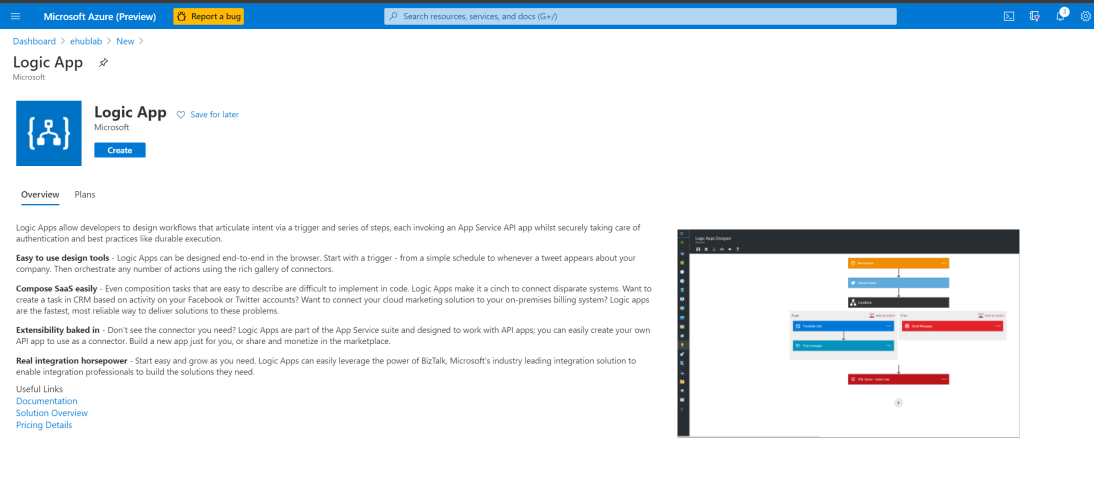 Microsoft Azure (Preview)
Report a bug
Search resources, services, and docs (G+/)
3
Dashboard > ehublab > New >
Logic App
Microsoft
Logic App
Save for later
Microsoft
Create
Overview
Plans
Logic Apps allow developers to design workflows that articulate intent via a trigger and series of steps, each invoking an App Service API app whilst securely taking care of
authentication and best practices like durable execution.
Easy to use design tools - Logic Apps can be designed end-to-end in the browser. Start with a trigger - from a simple schedule to whenever a tweet appears about your
company. Then orchestrate any number of actions using the rich gallery of connectors.
Compose SaaS easily - Even composition tasks that are easy to describe are difficult to implement in code. Logic Apps make it a cinch to connect disparate systems. Want to
create a task in CRM based on activity on your Facebook or Twitter accounts? Want to connect your cloud marketing solution to your on-premises billing system? Logic apps
are the fastest, most reliable way to deliver solutions to these problems.
Extensibility baked in - Don't see the connector you need? Logic Apps are part of the App Service suite and designed to work with API apps; you can easily create your own
API app to use as a connector. Build a new app just for you, or share and monetize in the marketplace.
Real integration horsepower - Start easy and grow as you need. Logic Apps can easily leverage the power of BizTalk, Microsoft's industry leading integration solution to
enable integration professionals to build the solutions they need.
Useful Links
Documentation
Solution Overview
Pricing Details
Logic Apps Designer
Condition